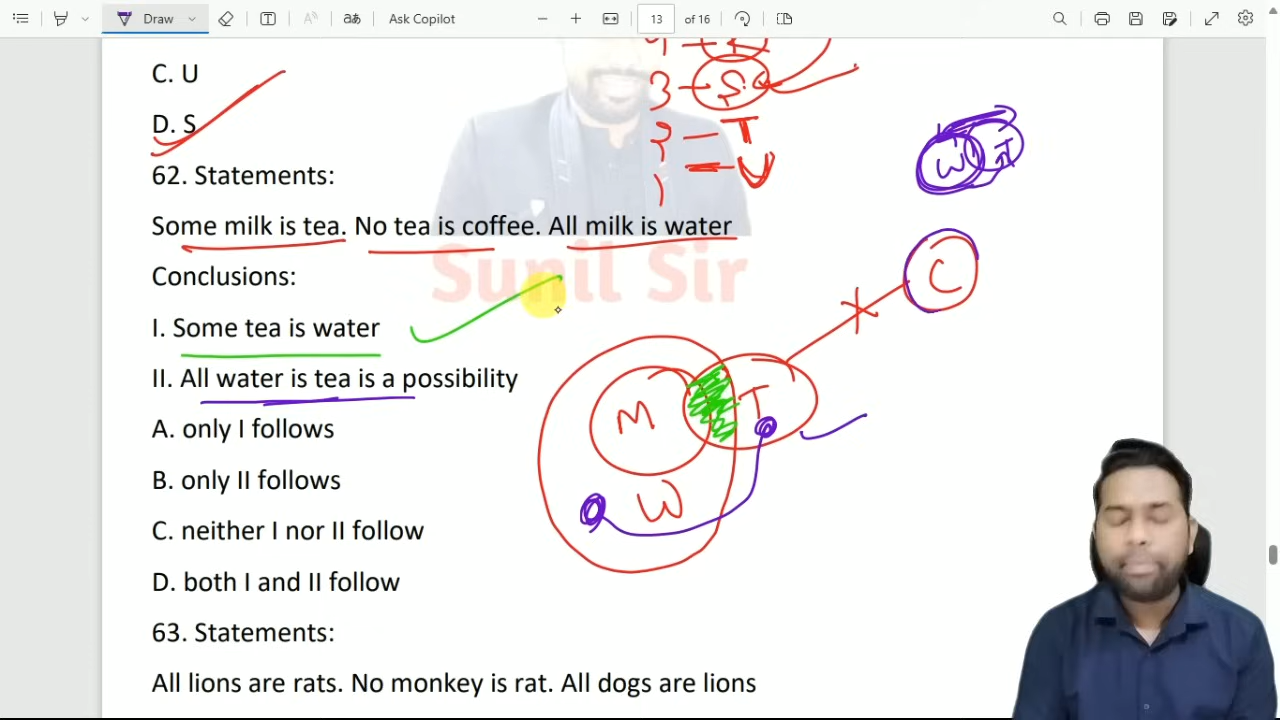 Draw
Ask Copilot
13 of 16
C. U
D. S
3 - S
2 - T
1 - U
W T
62. Statements:
Some milk is tea. No tea is coffee. All milk is water
Sunil Sir
Conclusions:
C
I. Some tea is water
II. All water is tea is a possibility
M T
A. only I follows
B. only II follows
W
C. neither I nor II follow
D. both I and II follow
63. Statements:
All lions are rats. No monkey is rat. All dogs are lions